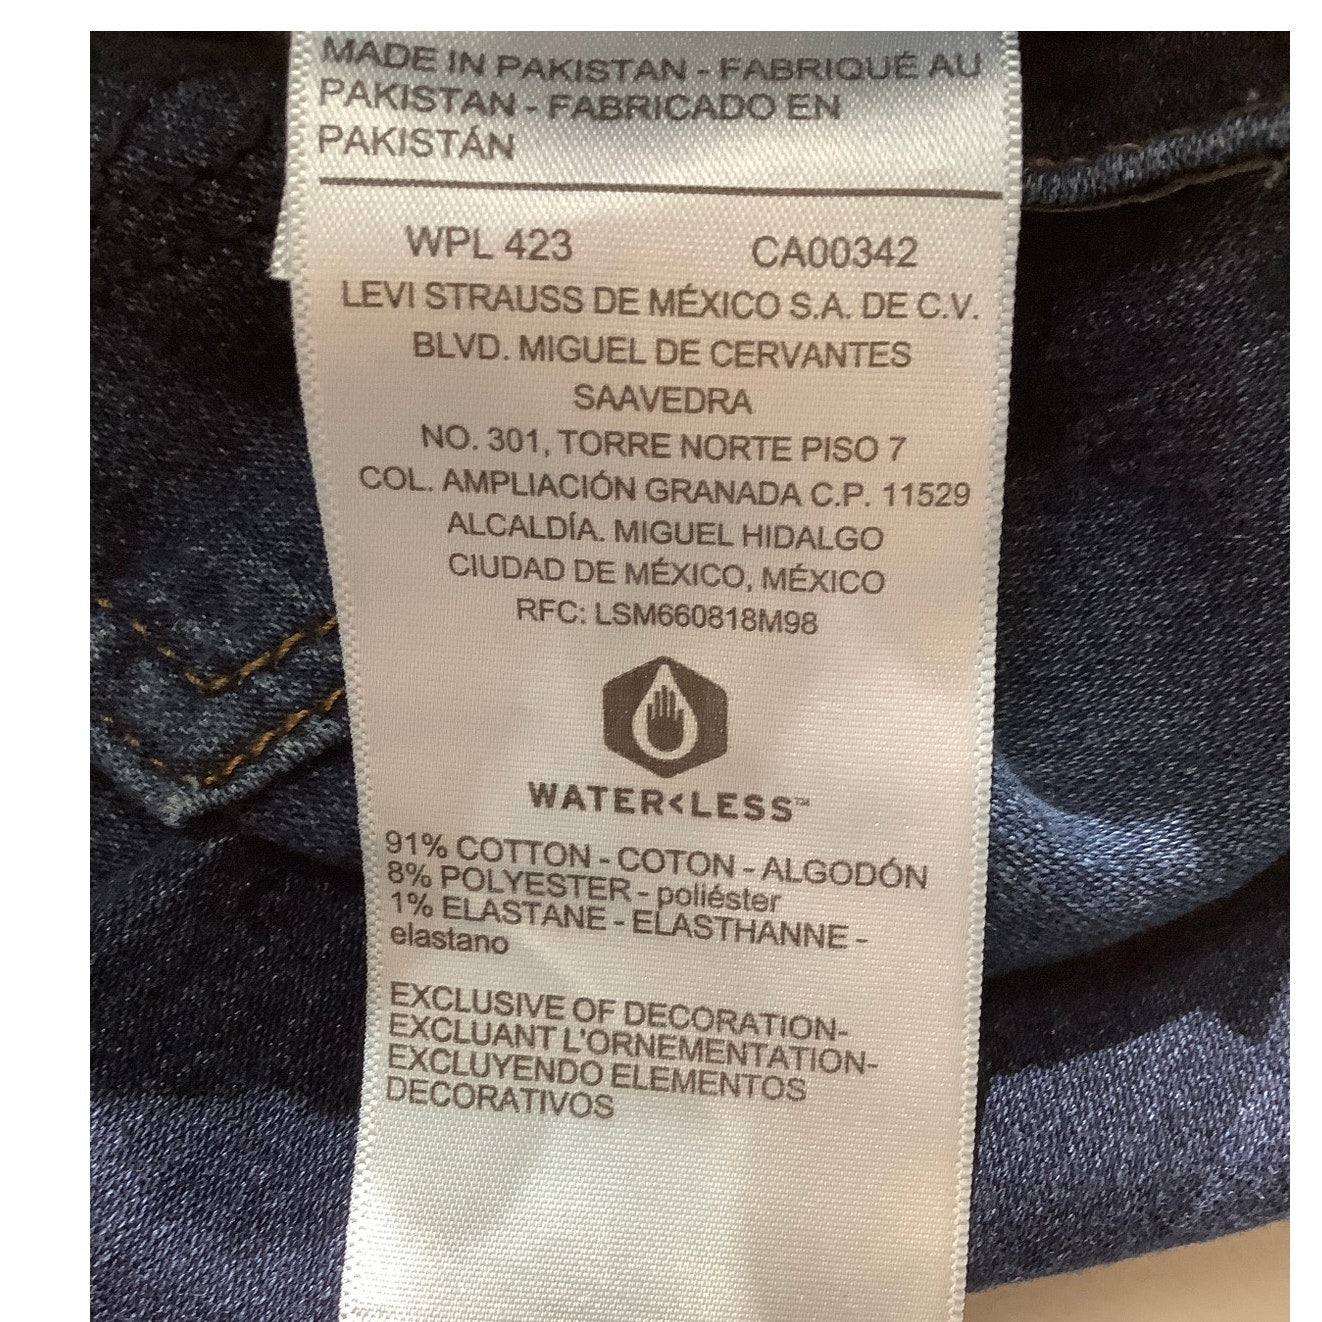 MADE IN PAKISTAN - FABRIQUÉ AU
PAKISTAN - FABRICADO EN
PAKISTÁN
WPL 423 CA00342
LEVI STRAUSS DE MÉXICO S.A. DE C.V.
BLVD. MIGUEL DE CERVANTES
SAAVEDRA
NO. 301, TORRE NORTE PISO 7
COL. AMPLIACIÓN GRANADA C.P. 11529
ALCALDÍA. MIGUEL HIDALGO
CIUDAD DE MÉXICO, MÉXICO
RFC: LSM660818M98
WATER<LESS™
91% COTTON - COTON - ALGODÓN
8% POLYESTER - poliéster
1% ELASTANE - ELASTHANNE -
elastano
EXCLUSIVE OF DECORATION-
EXCLUANT L'ORNEMENTATION-
EXCLUYENDO ELEMENTOS
DECORATIVOS